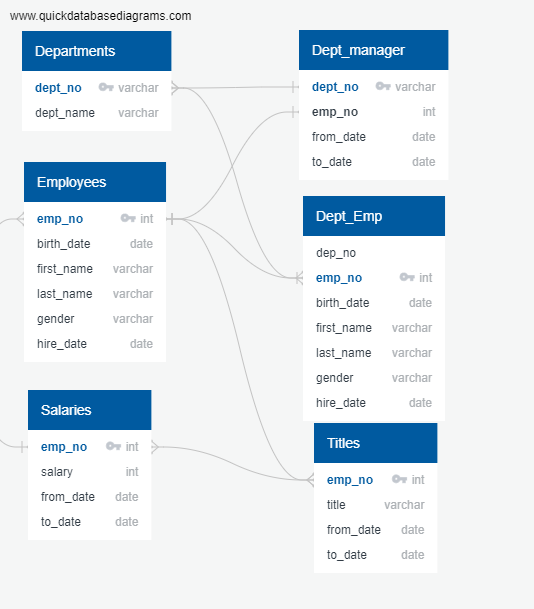 www.quickdatabasediagrams.com
Departments
dept_no varchar
dept_name varchar
Dept_manager
dept_no varchar
emp_no int
from_date date
to_date date
Employees
emp_no int
birth_date date
first_name varchar
last_name varchar
gender varchar
hire_date date
Dept_Emp
dep_no
emp_no int
birth_date date
first_name varchar
last_name varchar
gender varchar
hire_date date
Salaries
emp_no int
salary int
from_date date
to_date date
Titles
emp_no int
title varchar
from_date date
to_date date